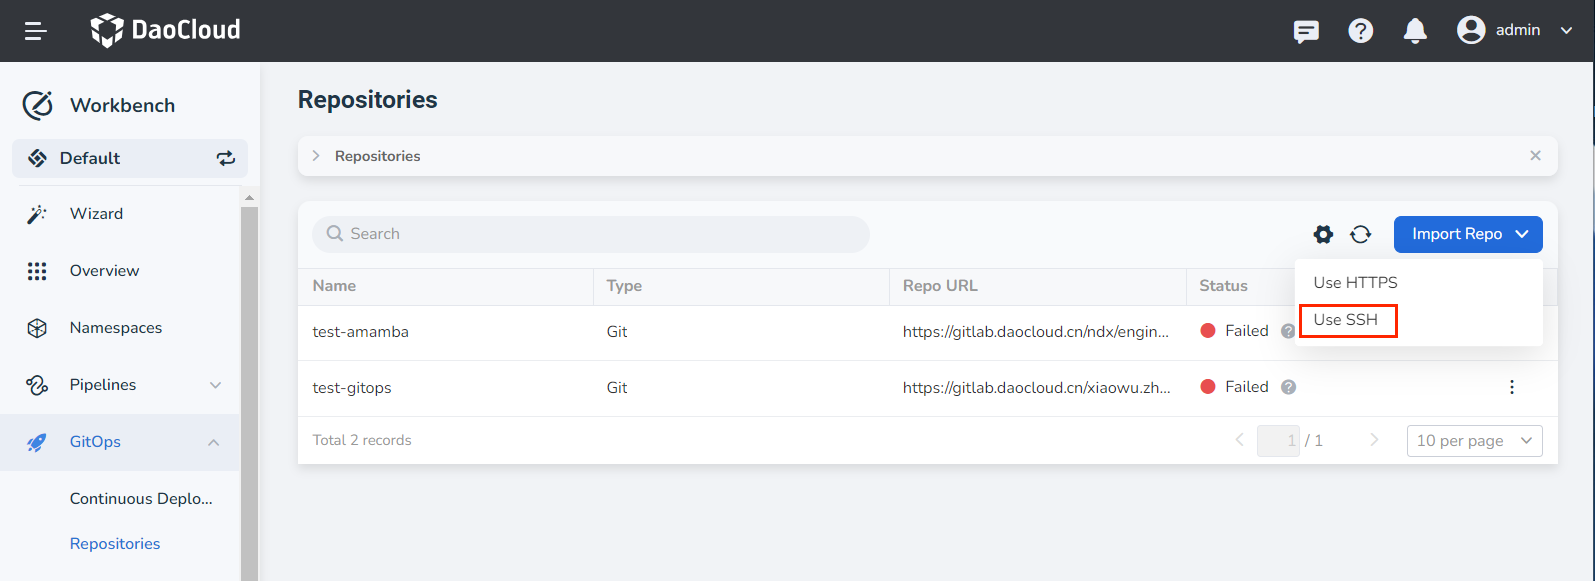 DaoCloud
admin
Workbench
Default
Wizard
Overview
Namespaces
Pipelines
GitOps
Continuous Deplo...
Repositories
Repositories
Repositories
Search
Import Repo
Use HTTPS
Use SSH
Name Type Repo URL Status
test-amamba Git https://gitlab.daocloud.cn/ndx/engin... Failed
test-gitops Git https://gitlab.daocloud.cn/xiaowu.zh... Failed
Total 2 records 1 / 1 10 per page